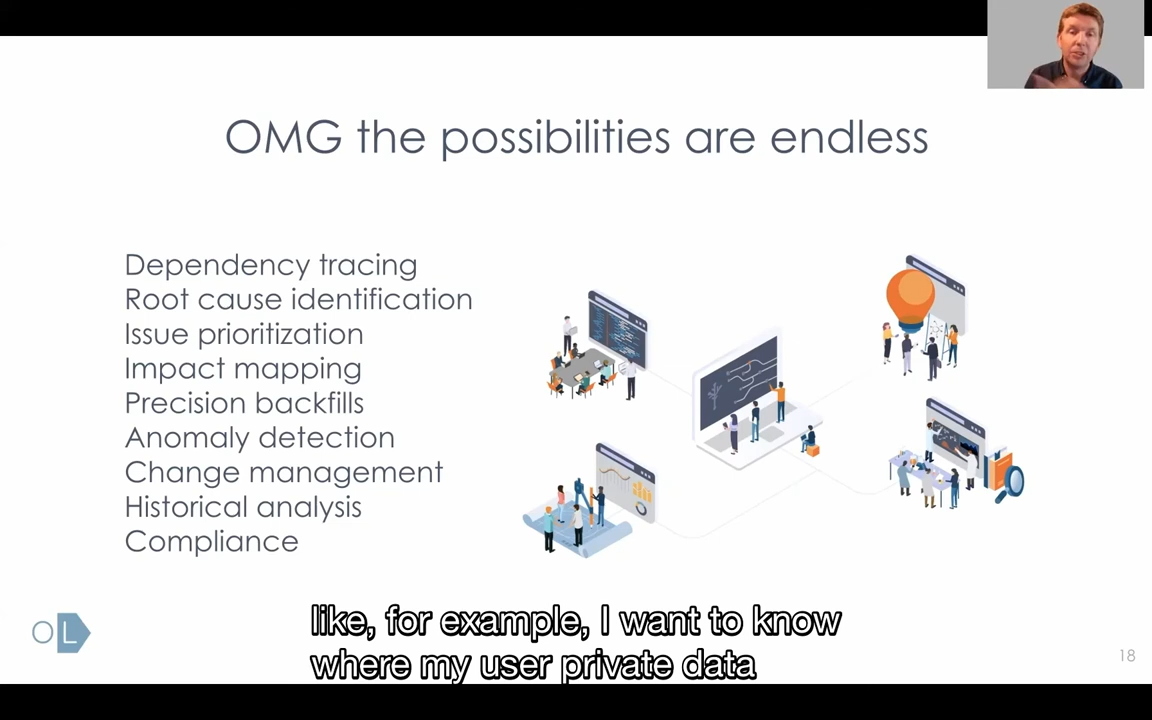 OMG the possibilities are endless
Dependency tracing
Root cause identification
Issue prioritization
Impact mapping
Precision backfills
Anomaly detection
Change management
Historical analysis
Compliance
OL
like, for example, I want to know
where my user private data
18